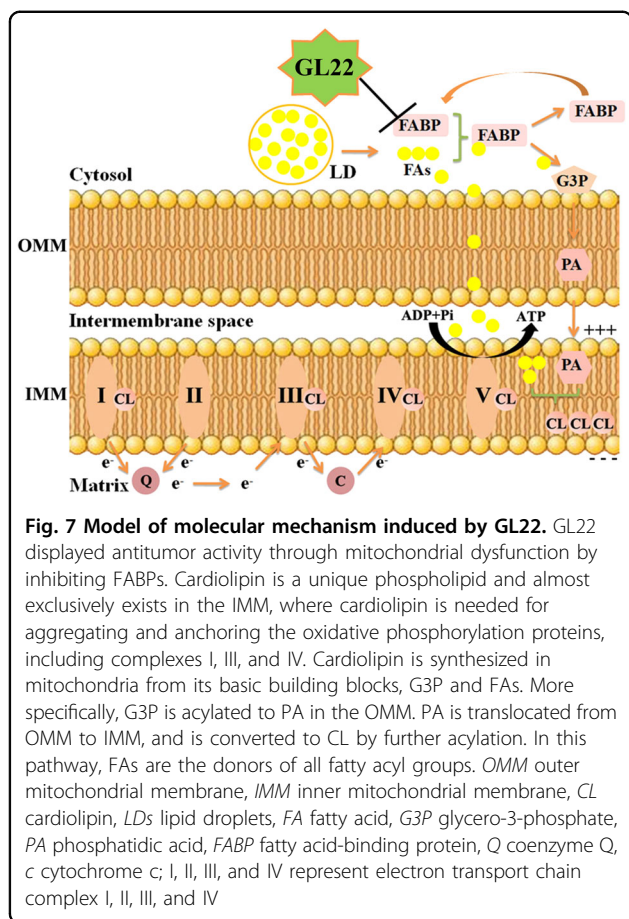 GL22
FABP
FABP
FABP
LD
FAs
Cytosol
G3P
OMM
PA
Intermembrane space
ADP+Pi
ATP
+++
IMM
I
CL
II
III
CL
IV
CL
V
CL
PA
CL CL CL
e-
e-
e-
e-
- - -
Matrix
Q
e-
e-
C
Fig. 7 Model of molecular mechanism induced by GL22. GL22
displayed antitumor activity through mitochondrial dysfunction by
inhibiting FABPs. Cardiolipin is a unique phospholipid and almost
exclusively exists in the IMM, where cardiolipin is needed for
aggregating and anchoring the oxidative phosphorylation proteins,
including complexes I, III, and IV. Cardiolipin is synthesized in
mitochondria from its basic building blocks, G3P and FAs. More
specifically, G3P is acylated to PA in the OMM. PA is translocated from
OMM to IMM, and is converted to CL by further acylation. In this
pathway, FAs are the donors of all fatty acyl groups. OMM outer
mitochondrial membrane, IMM inner mitochondrial membrane, CL
cardiolipin, LDs lipid droplets, FA fatty acid, G3P glycero-3-phosphate,
PA phosphatidic acid, FABP fatty acid-binding protein, Q coenzyme Q,
c cytochrome c; I, II, III, and IV represent electron transport chain
complex I, II, III, and IV